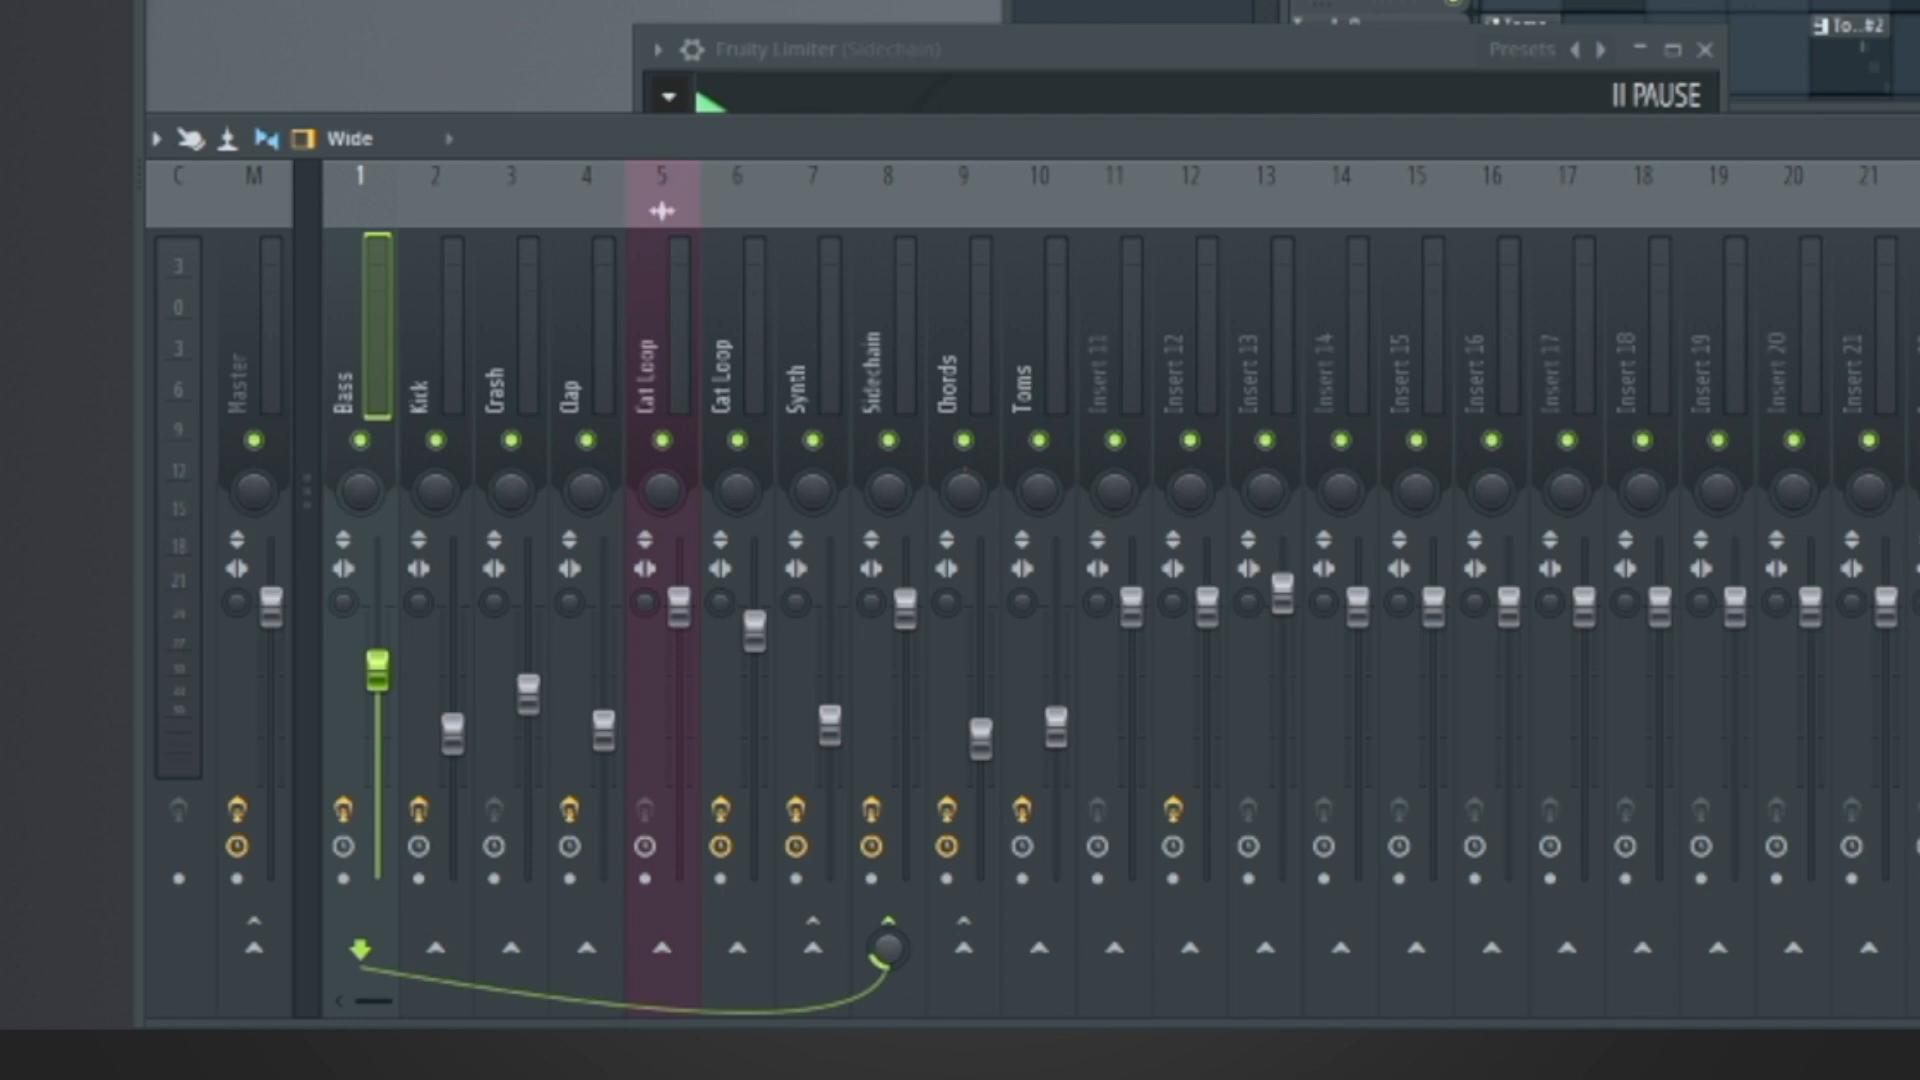 To...#2
Fruity Limiter (Sidechain) Presets
II PAUSE
Wide
C M 1 2 3 4 5 6 7 8 9 10 11 12 13 14 15 16 17 18 19 20 21
3
0
3
6
9
12
15
18
21
Master
Bass
Kick
Crash
Clap
Cat Loop
Cat Loop
Synth
Sidechain
Chords
Toms
Insert 11
Insert 12
Insert 13
Insert 14
Insert 15
Insert 16
Insert 17
Insert 18
Insert 19
Insert 20
Insert 21